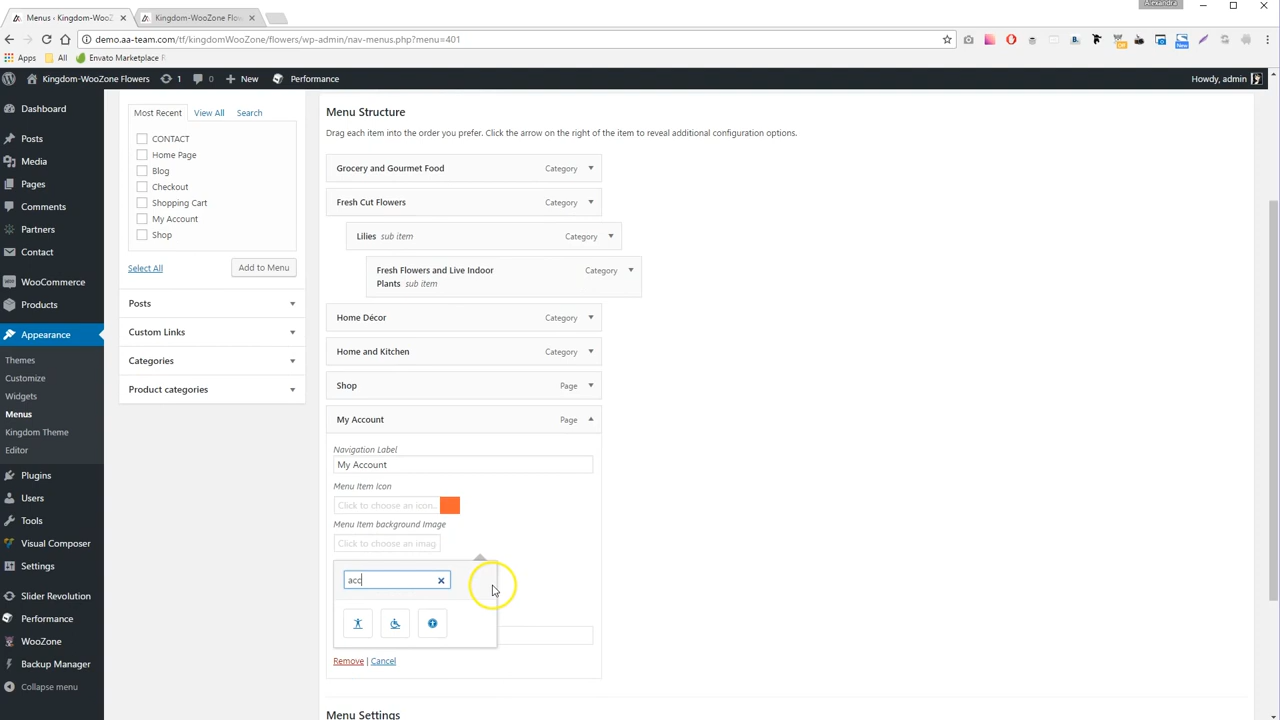 Alexandra
Menus ‹ Kingdom-WooZ
Kingdom-WooZone Flow
demo.aa-team.com/tf/kingdomWooZone/flowers/wp-admin/nav-menus.php?menu=401
Apps
All
Envato Marketplace
New
Kingdom-WooZone Flowers
1
0
New
Performance
Howdy, admin
Dashboard
Posts
Media
Pages
Comments
Partners
Contact
WooCommerce
Products
Appearance
Themes
Customize
Widgets
Menus
Kingdom Theme
Editor
Plugins
Users
Tools
Visual Composer
Settings
Slider Revolution
Performance
WooZone
Backup Manager
Collapse menu
Most Recent
View All
Search
CONTACT
Home Page
Blog
Checkout
Shopping Cart
My Account
Shop
Select All
Add to Menu
Posts
Custom Links
Categories
Product categories
Menu Structure
Drag each item into the order you prefer. Click the arrow on the right of the item to reveal additional configuration options.
Grocery and Gourmet Food Category
Fresh Cut Flowers Category
Lilies sub item Category
Fresh Flowers and Live Indoor Category
Plants sub item
Home Décor Category
Home and Kitchen Category
Shop Page
My Account Page
Navigation Label
My Account
Menu Item Icon
Click to choose an icon.
Menu Item background Image
Click to choose an imag
acc
Remove | Cancel
Menu Settings